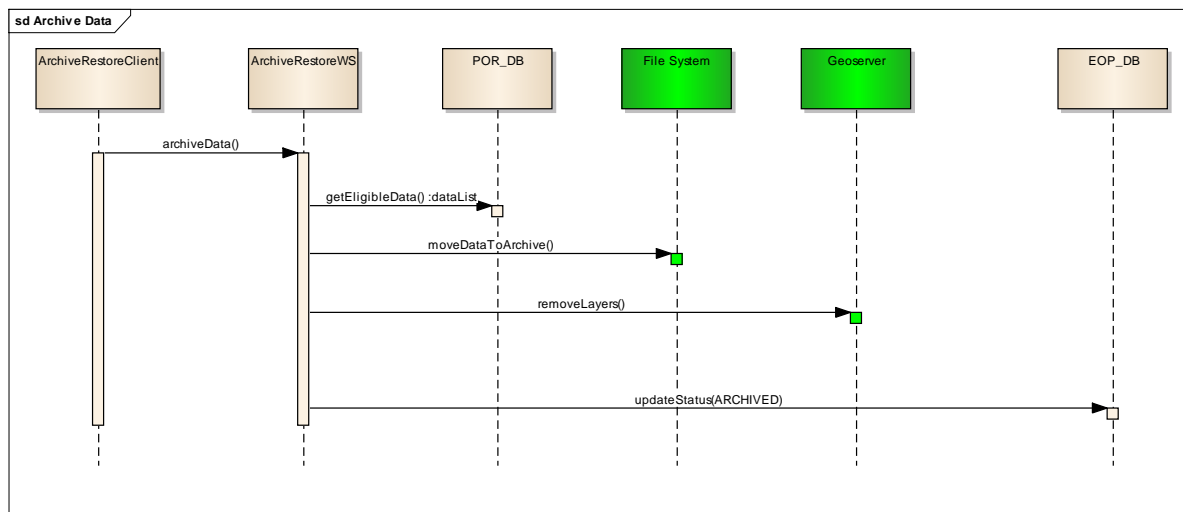 sd Archive Data
ArchiveRestoreClient
ArchiveRestoreWS
POR_DB
File System
Geoserver
EOP_DB
archiveData()
getEligibleData() :dataList
moveDataToArchive()
removeLayers()
updateStatus(ARCHIVED)